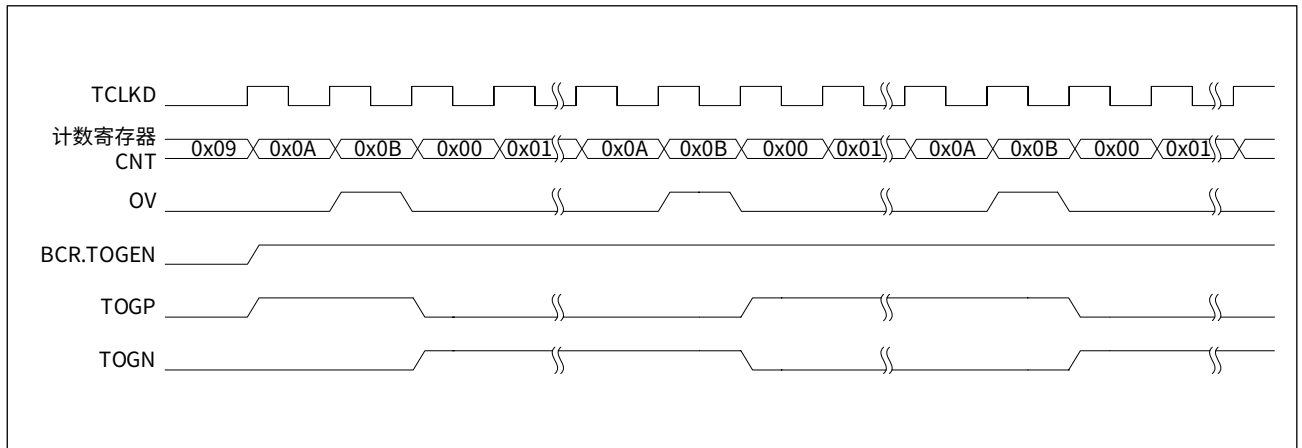 TCLKD
计数寄存器
CNT
0x09 0x0A 0x0B 0x00 0x01 0x0A 0x0B 0x00 0x01 0x0A 0x0B 0x00 0x01
OV
BCR.TOGEN
TOGP
TOGN